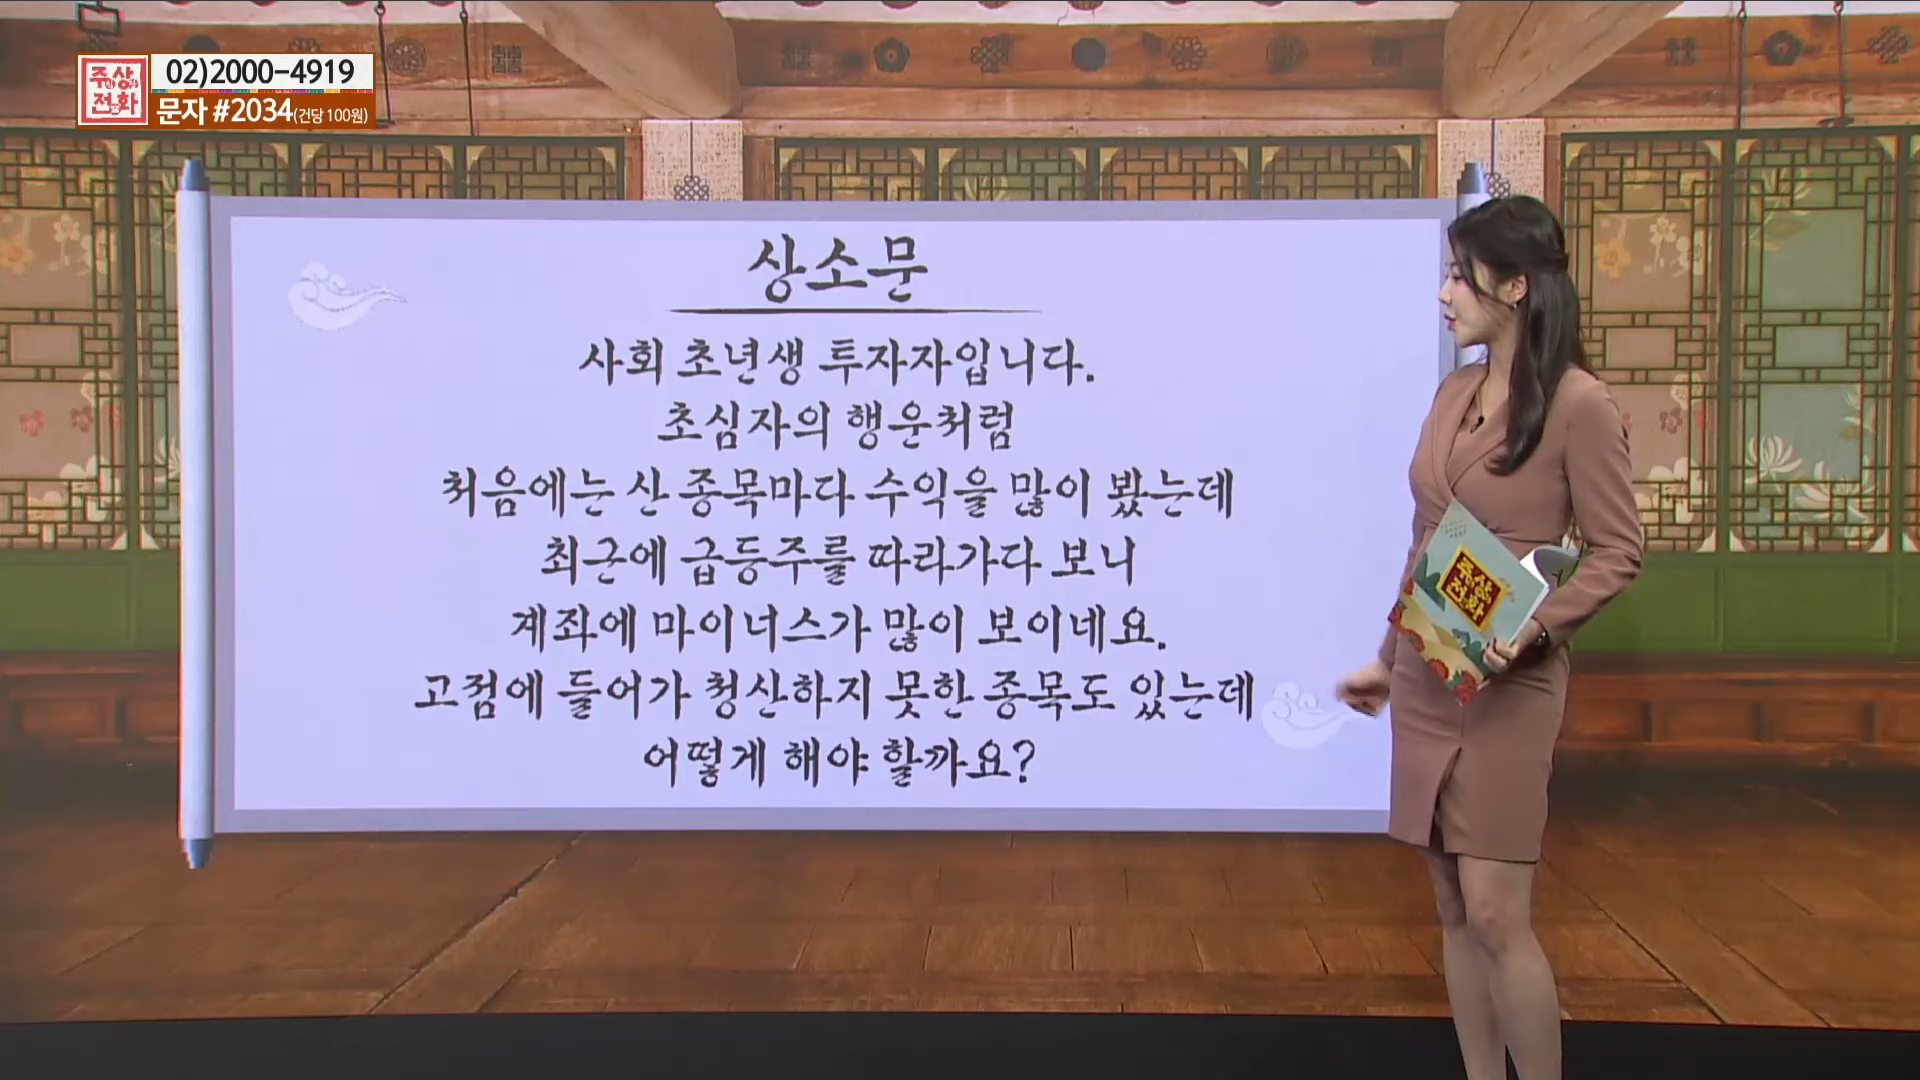 주상
전화
02)2000-4919
문자 #2034(건당 100원)
상소문
사회 초년생 투자자입니다.
초심자의 행운처럼
처음에는 산 종목마다 수익을 많이 봤는데
최근에 급등주를 따라가다 보니
계좌에 마이너스가 많이 보이네요.
고점에 들어가 청산하지 못한 종목도 있는데
어떻게 해야 할까요?
주상
전화